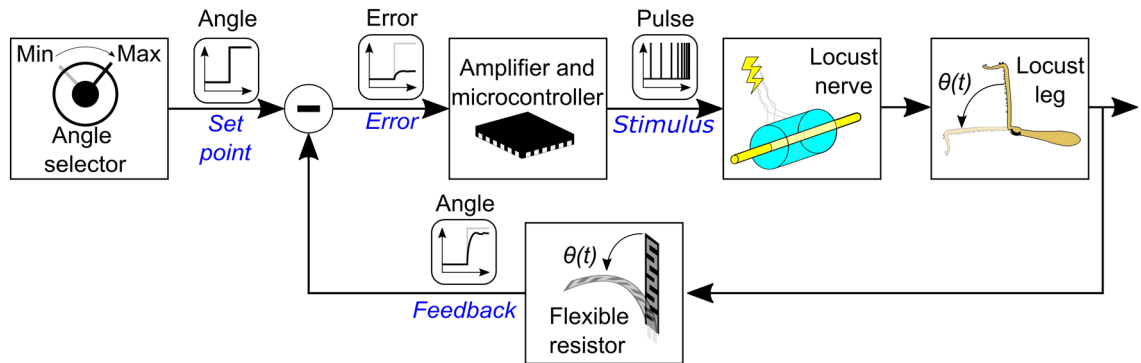 Angle
Error
Pulse
Min
Max
Angle
selector
Set
point
Error
Amplifier and
microcontroller
Stimulus
Locust
nerve
θ(t)
Locust
leg
Angle
Feedback
θ(t)
Flexible
resistor